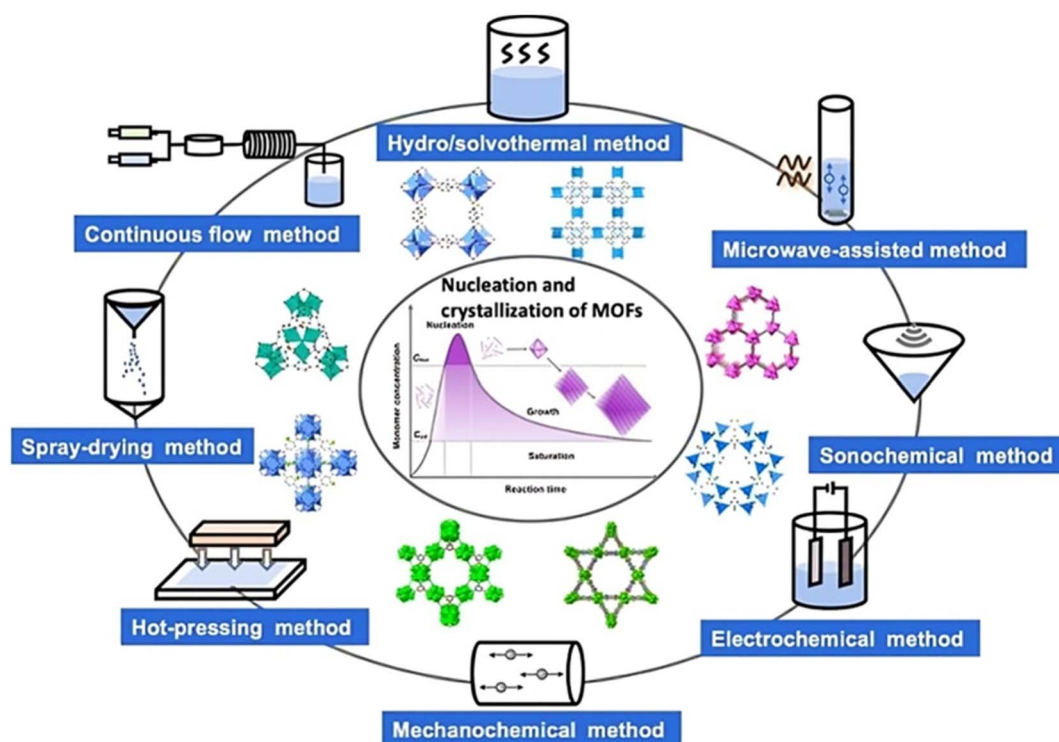 Hydro/solvothermal method
Continuous flow method
Microwave-assisted method
Nucleation and
crystallization of MOFs
Nucleation
Monomer concentration
Growth
Saturation
Reaction time
Spray-drying method
Sonochemical method
Hot-pressing method
Electrochemical method
Mechanochemical method